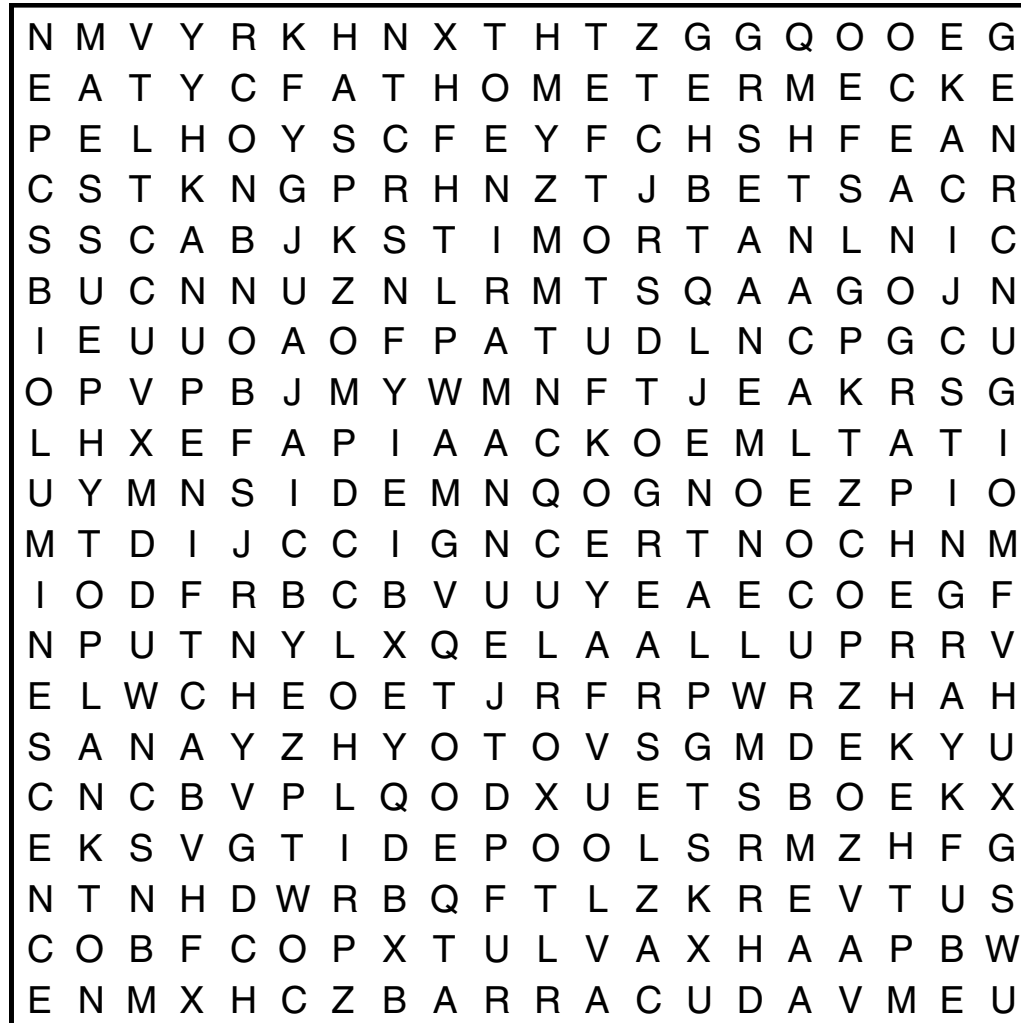 N M V Y R K H N X T H T Z G G Q O O E G
E A T Y C F A T H O M E T E R M E C K E
P E L H O Y S C F E Y F C H S H F E A N
C S T K N G P R H N Z T J B E T S A C R
S S C A B J K S T I M O R T A N L N I C
B U C N N U Z N L R M T S Q A A G O J N
I E U U O A O F P A T U D L N C P G C U
O P V P B J M Y W M N F T J E A K R S G
L H X E F A P I A A C K O E M L T A T I
U Y M N S I D E M N Q O G N O E Z P I O
M T D I J C C I G N C E R T N O C H N M
I O D F R B C B V U U Y E A E C O E G F
N P U T N Y L X Q E L A A L L U P R R V
E L W C H E O E T J R F R P W R Z H A H
S A N A Y Z H Y O T O V S G M D E K Y U
C N C B V P L Q O D X U E T S B O E K X
E K S V G T I D E P O O L S R M Z H F G
N T N H D W R B Q F T L Z K R E V T U S
C O B F C O P X T U L V A X H A A P B W
E N M X H C Z B A R R A C U D A V M E U